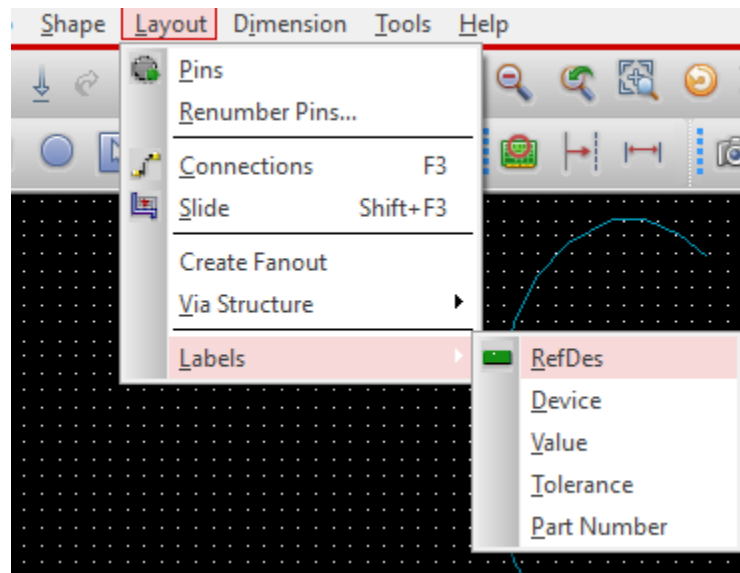 Shape Layout Dimension Tools Help
Pins
Renumber Pins...
Connections F3
Slide Shift+F3
Create Fanout
Via Structure
Labels
RefDes
Device
Value
Tolerance
Part Number